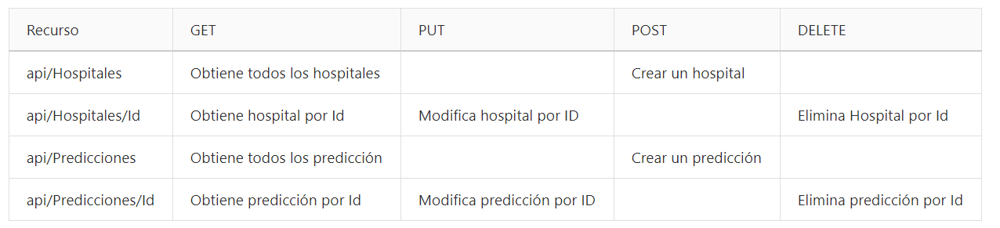 Recurso GET PUT POST DELETE
api/Hospitales Obtiene todos los hospitales Crear un hospital
api/Hospitales/Id Obtiene hospital por Id Modifica hospital por ID Elimina Hospital por Id
api/Predicciones Obtiene todos los predicción Crear un predicción
api/Predicciones/Id Obtiene predicción por Id Modifica predicción por ID Elimina predicción por Id